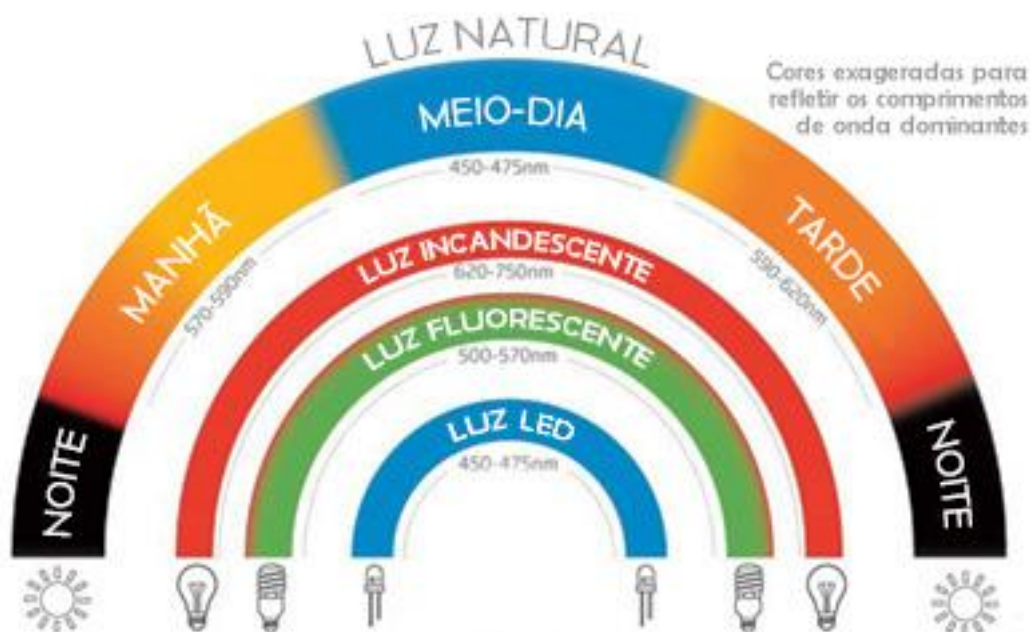 LUZ NATURAL
Cores exageradas para
refletir os comprimentos
de onda dominantes
MEIO-DIA
450-475nm
MANHÃ
570-590nm
TARDE
590-620nm
LUZ INCANDESCENTE
620-750nm
LUZ FLUORESCENTE
500-570nm
LUZ LED
450-475nm
NOITE
NOITE